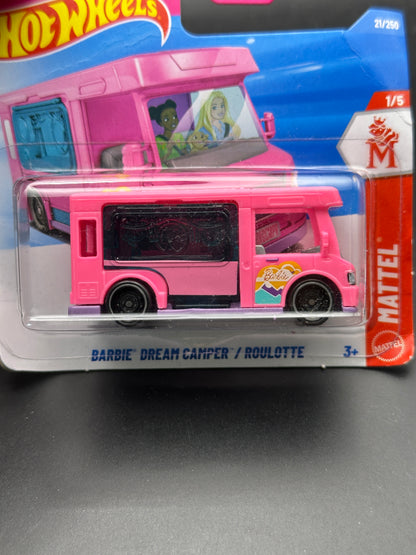 HOT WHEELS
21/250
1/5
M
MATTEL
Barbie
BARBIE® DREAM CAMPER / ROULOTTE
3+
MATTEL